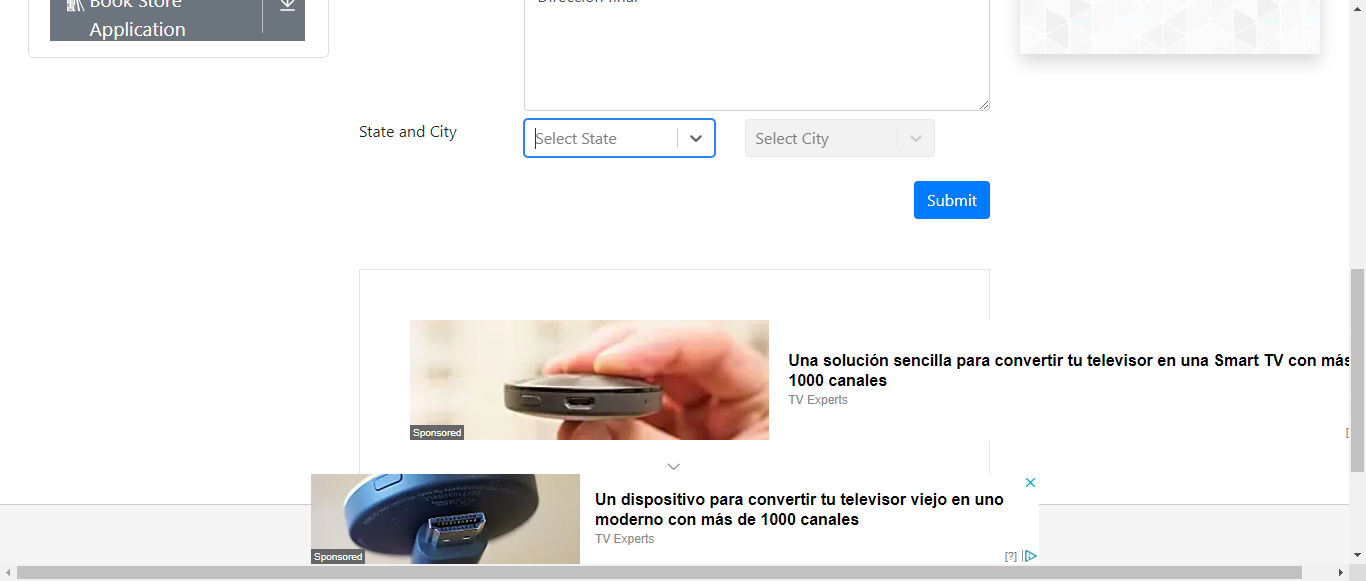 Book Store
Application
Dirección final
State and City
Select State
Select City
Submit
Una solución sencilla para convertir tu televisor en una Smart TV con más
1000 canales
TV Experts
Sponsored
Un dispositivo para convertir tu televisor viejo en uno
moderno con más de 1000 canales
TV Experts
Sponsored
[?]